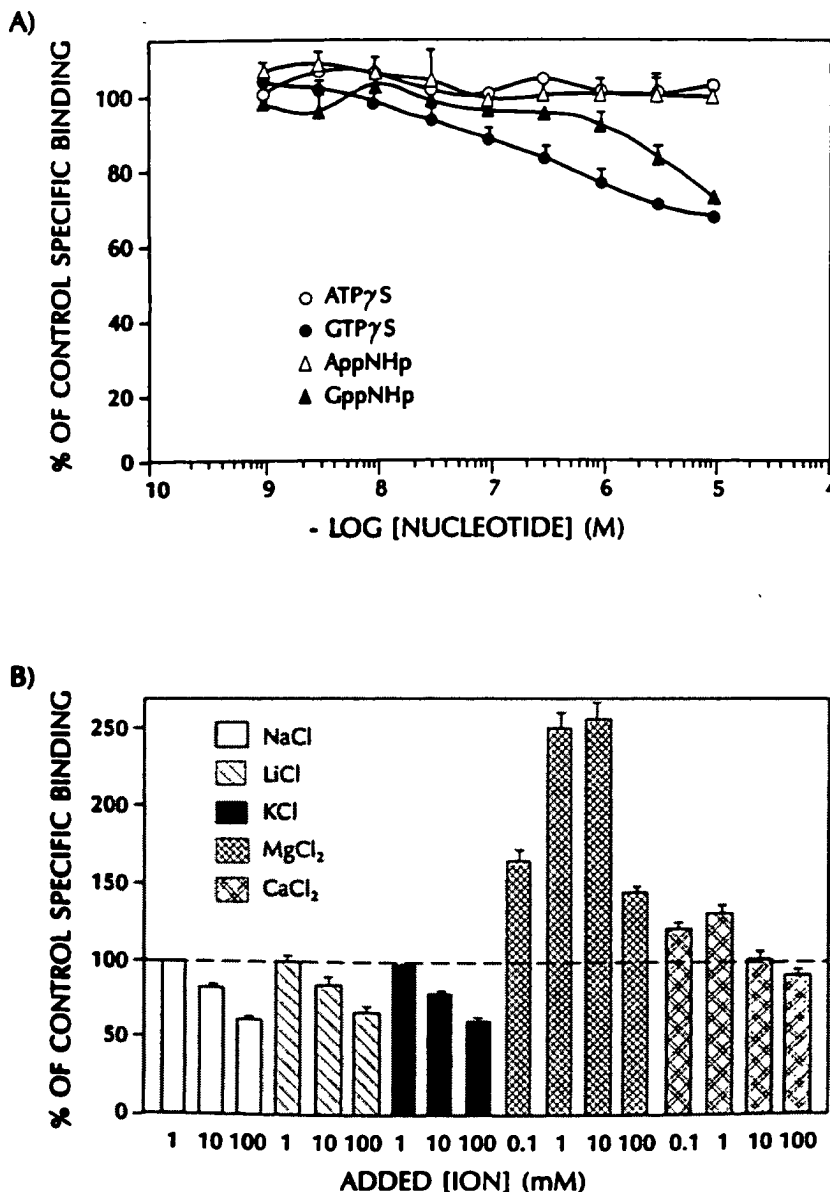 A)
% OF CONTROL SPECIFIC BINDING
100
80
60
40
20
0
ATPγS
GTPγS
AppNHp
GppNHp
10 9 8 7 6 5 4
- LOG [NUCLEOTIDE] (M)
B)
% OF CONTROL SPECIFIC BINDING
250
200
150
100
50
0
NaCl
LiCl
KCl
MgCl₂
CaCl₂
1 10 100 1 10 100 1 10 100 0.1 1 10 100 0.1 1 10 100
ADDED [ION] (mM)